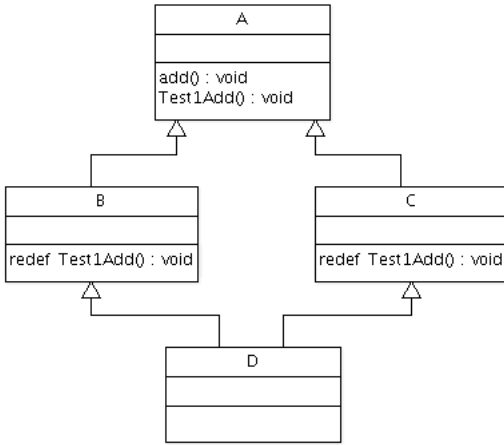 A
add() : void
Test1Add() : void
B
redef Test1Add() : void
C
redef Test1Add() : void
D